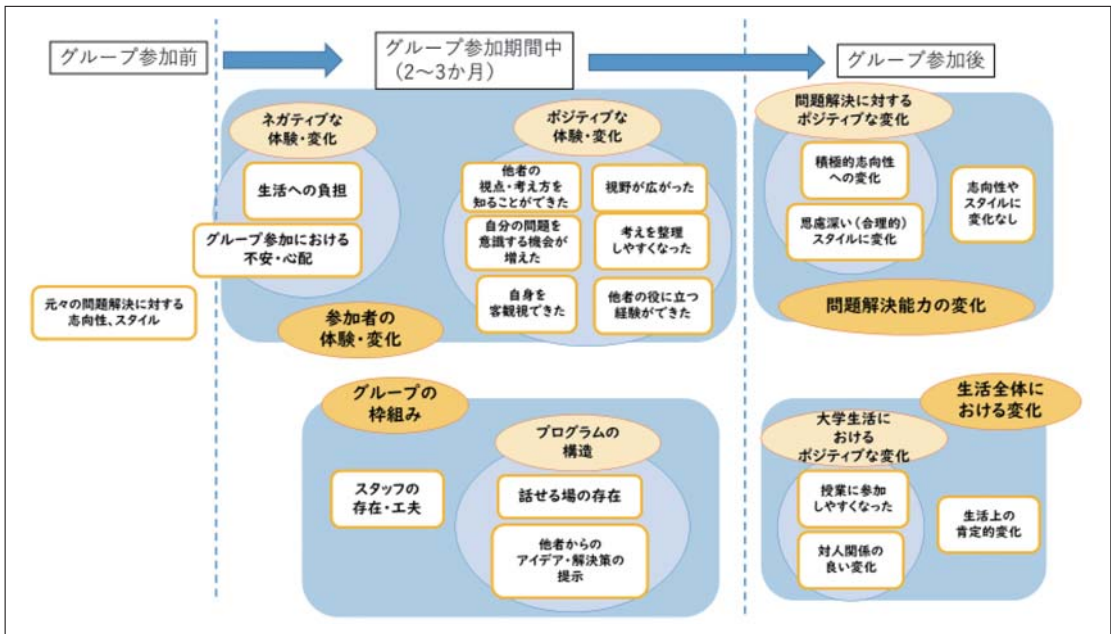 グループ参加前
グループ参加期間中
（2～3か月）
グループ参加後
ネガティブな
体験・変化
生活への負担
グループ参加における
不安・心配
元々の問題解決に対する
志向性、スタイル
ポジティブな
体験・変化
他者の
視点・考え方を
知ることができた
視野が広がった
自分の問題を
意識する機会が
増えた
考えを整理
しやすくなった
自身を
客観視できた
他者の役に立つ
経験ができた
参加者の
体験・変化
問題解決に対する
ポジティブな変化
積極的志向性
への変化
思慮深い（合理的）
スタイルに変化
志向性や
スタイルに
変化なし
問題解決能力の変化
グループの
枠組み
スタッフの
存在・工夫
プログラムの
構造
話せる場の存在
他者からの
アイデア・解決策の
提示
生活全体に
おける変化
大学生活に
おける
ポジティブな変化
授業に参加
しやすくなった
対人関係の
良い変化
生活上の
肯定的変化